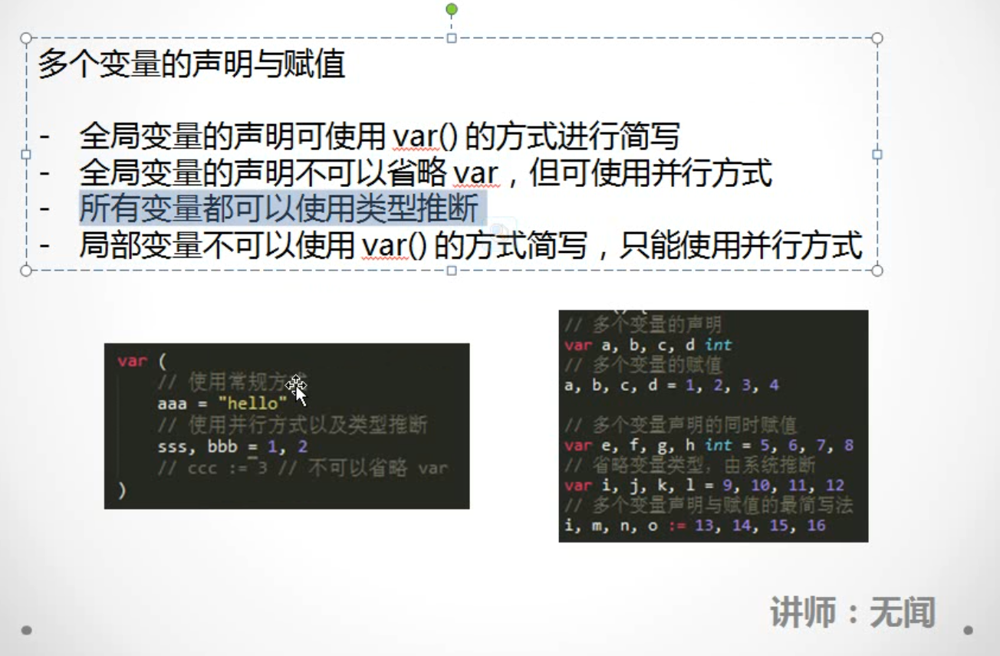 多个变量的声明与赋值
- 全局变量的声明可使用 var() 的方式进行简写
- 全局变量的声明不可以省略 var，但可使用并行方式
- 所有变量都可以使用类型推断
- 局部变量不可以使用 var() 的方式简写，只能使用并行方式
var (
// 使用常规方式
aaa = "hello"
// 使用并行方式以及类型推断
sss, bbb = 1, 2
// ccc := 3 // 不可以省略 var
)
// 多个变量的声明
var a, b, c, d int
// 多个变量的赋值
a, b, c, d = 1, 2, 3, 4
// 多个变量声明的同时赋值
var e, f, g, h int = 5, 6, 7, 8
// 省略变量类型，由系统推断
var i, j, k, l = 9, 10, 11, 12
// 多个变量声明与赋值的最简写法
i, m, n, o := 13, 14, 15, 16
讲师：无闻